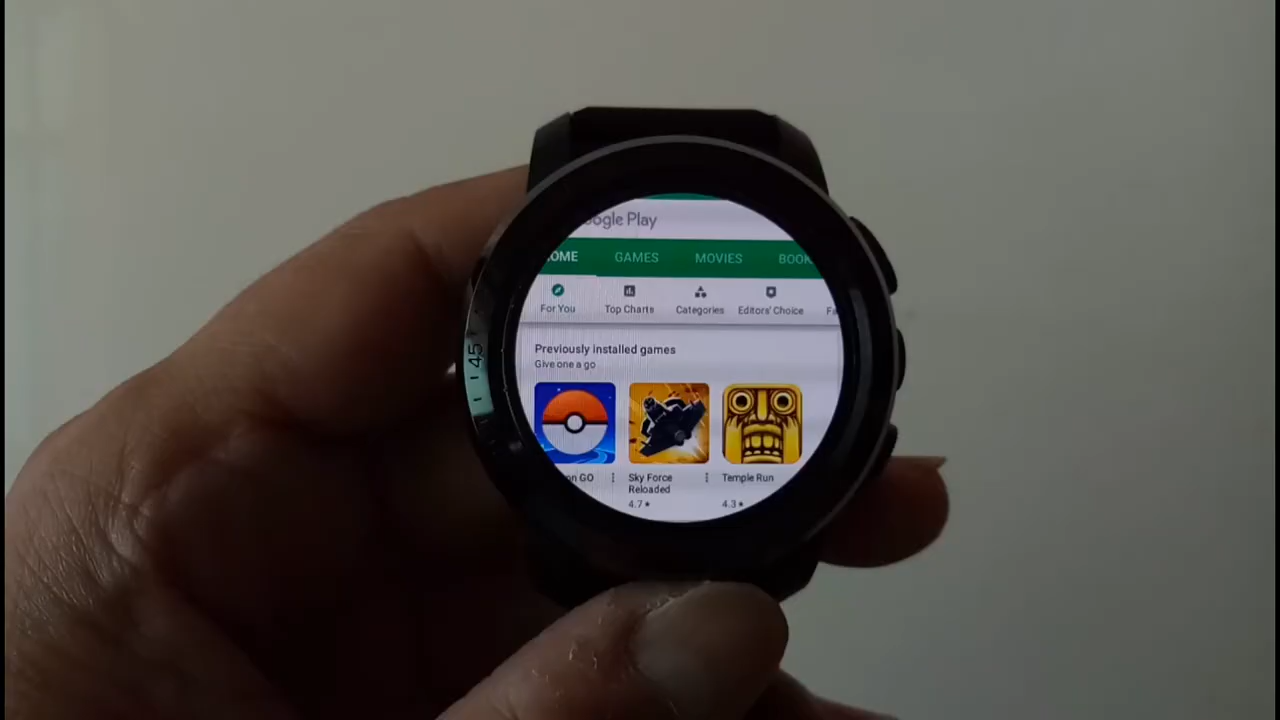 ogle Play
OME GAMES MOVIES BOOK
For You Top Charts Categories Editors' Choice Fa
Previously installed games
Give one a go
on GO Sky Force Temple Run
Reloaded
4.7★ 4.3★
45